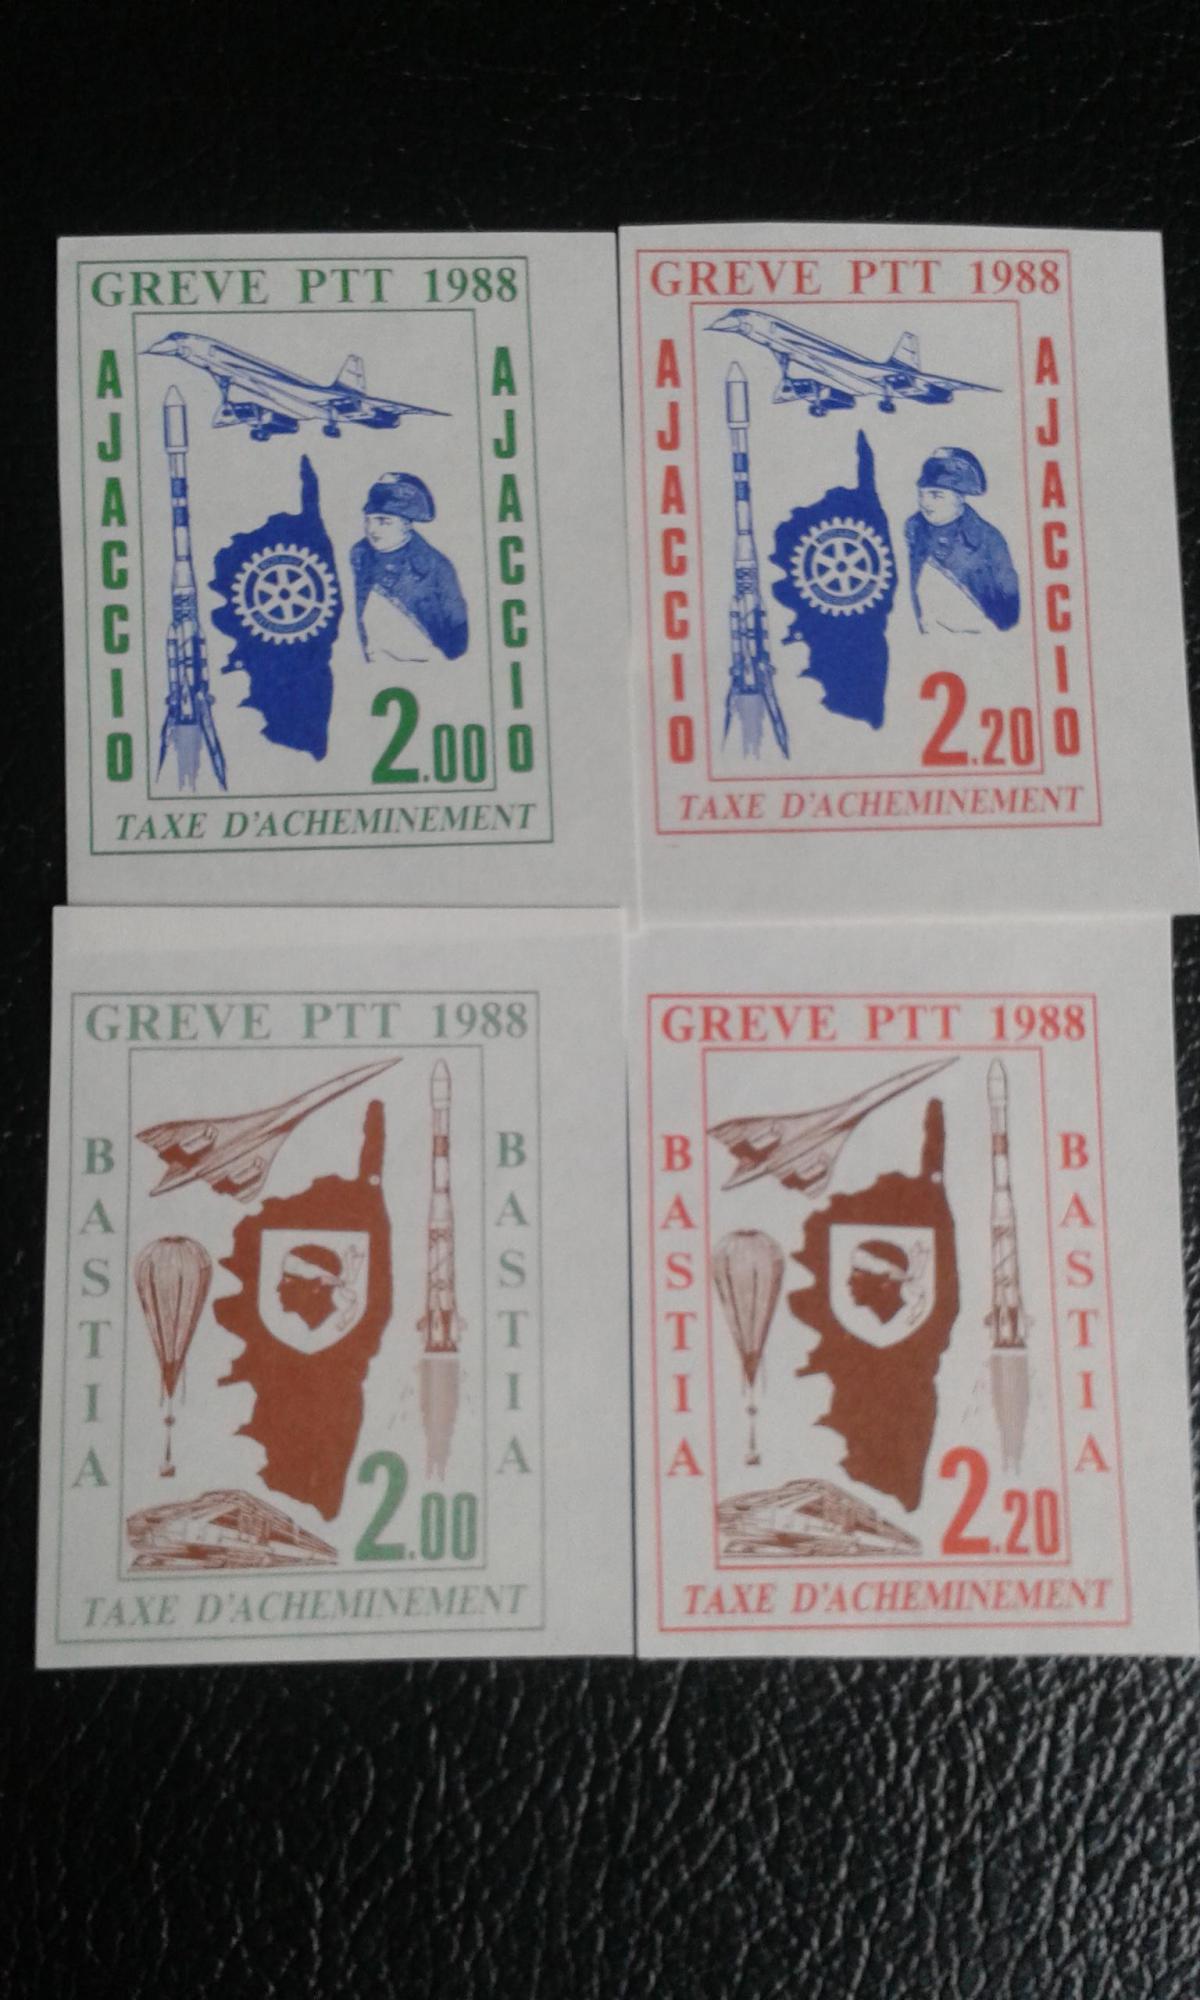 GREVE PTT 1988
AJACCIO
AJACCIO
2.00
TAXE D'ACHEMINEMENT
GREVE PTT 1988
AJACCIO
AJACCIO
2.20
TAXE D'ACHEMINEMENT
GREVE PTT 1988
BASTIA
BASTIA
2.00
TAXE D'ACHEMINEMENT
GREVE PTT 1988
BASTIA
BASTIA
2.20
TAXE D'ACHEMINEMENT